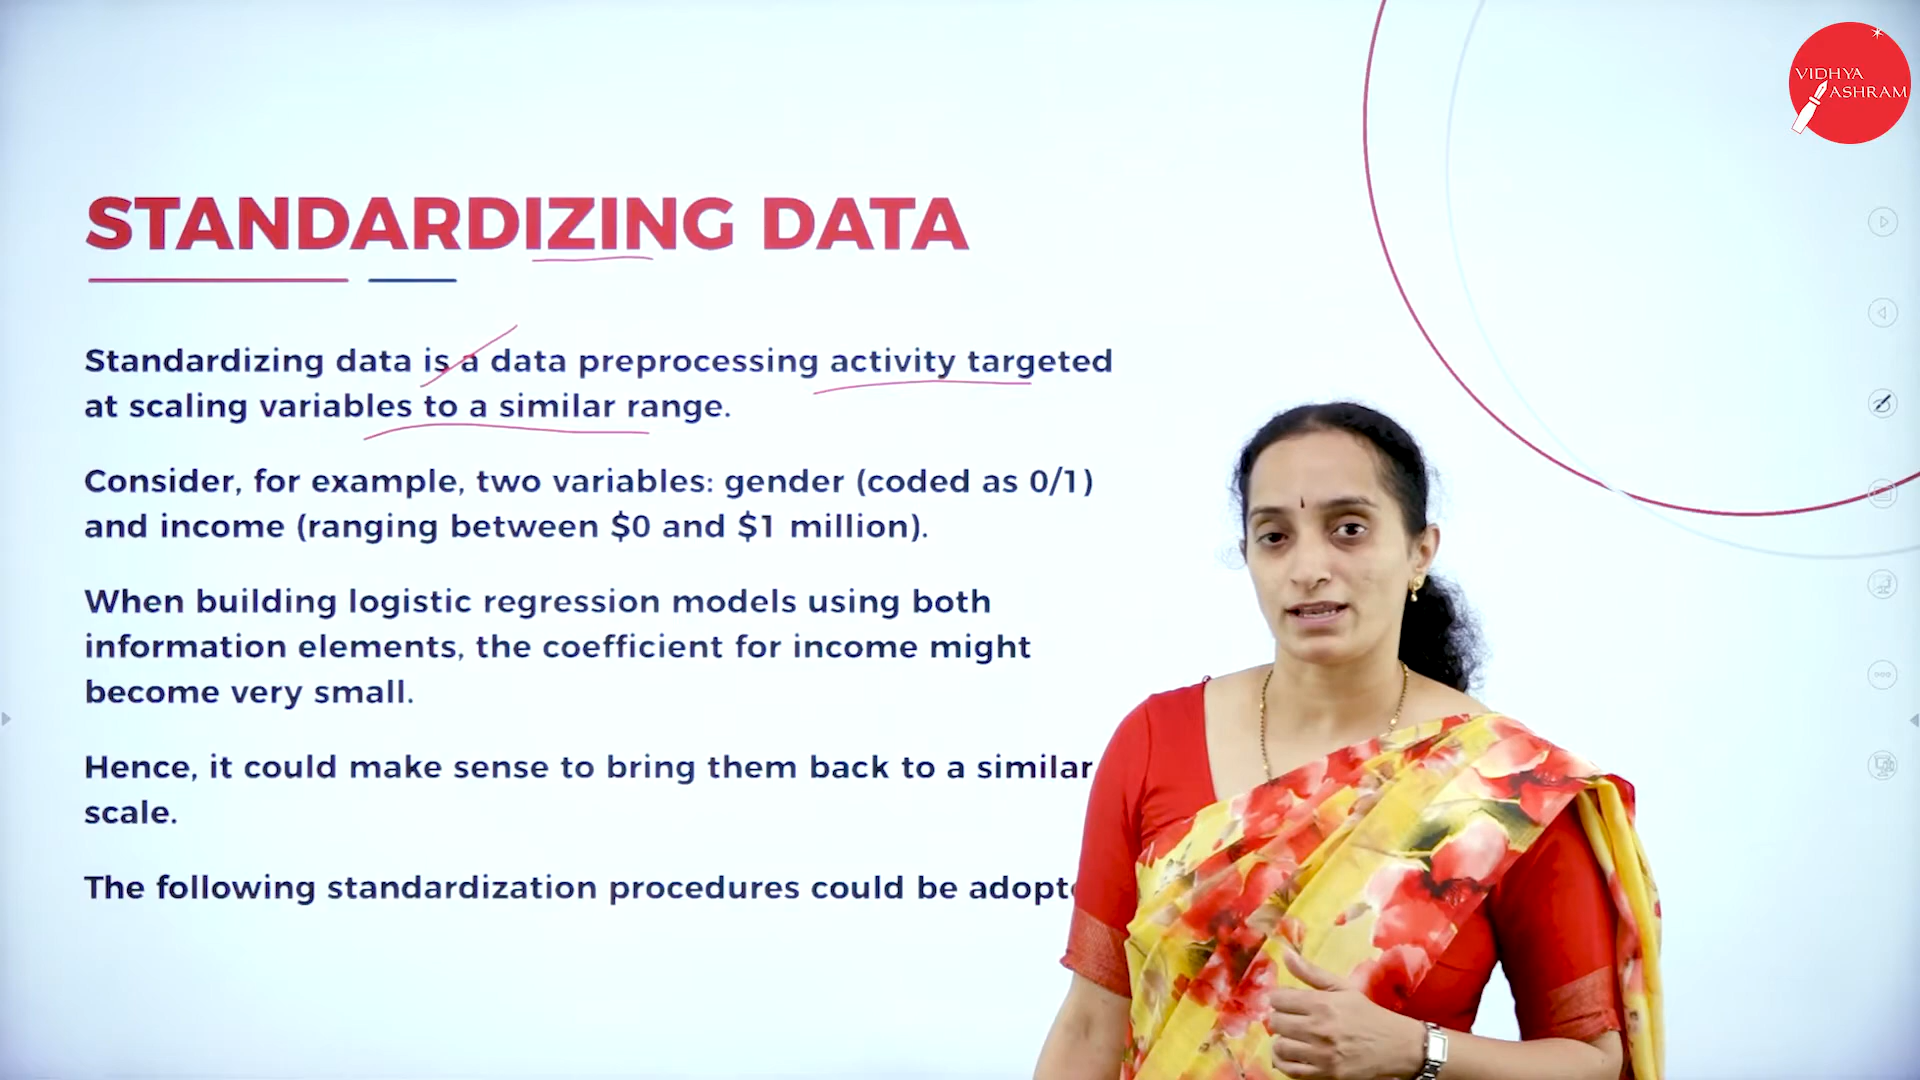 VIDHYA
ASHRAM
STANDARDIZING DATA
Standardizing data is a data preprocessing activity targeted
at scaling variables to a similar range.
Consider, for example, two variables: gender (coded as 0/1)
and income (ranging between $0 and $1 million).
When building logistic regression models using both
information elements, the coefficient for income might
become very small.
Hence, it could make sense to bring them back to a similar
scale.
The following standardization procedures could be